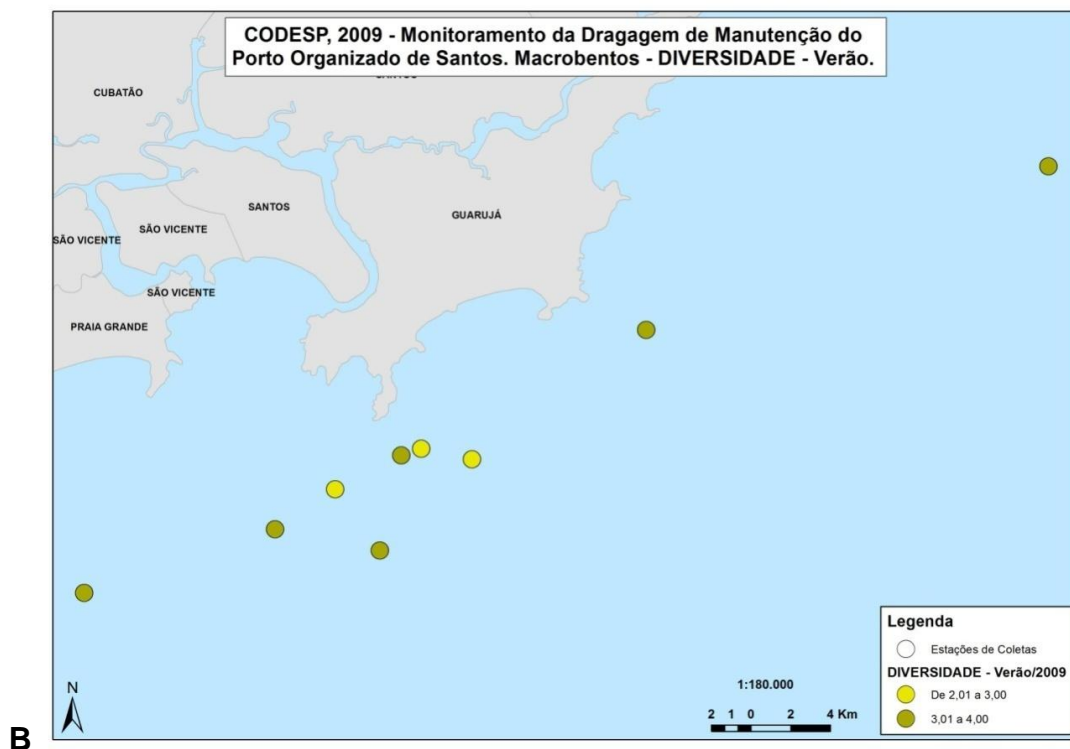 CODESP, 2009 - Monitoramento da Dragagem de Manutenção do
Porto Organizado de Santos. Macrobentos - DIVERSIDADE - Verão.
CUBATÃO
SANTOS
SANTOS
GUARUJÁ
SÃO VICENTE
SÃO VICENTE
SÃO VICENTE
PRAIA GRANDE
Legenda
Estações de Coletas
DIVERSIDADE - Verão/2009
De 2,01 a 3,00
3,01 a 4,00
N
1:180.000
2 1 0 2 4 Km
B